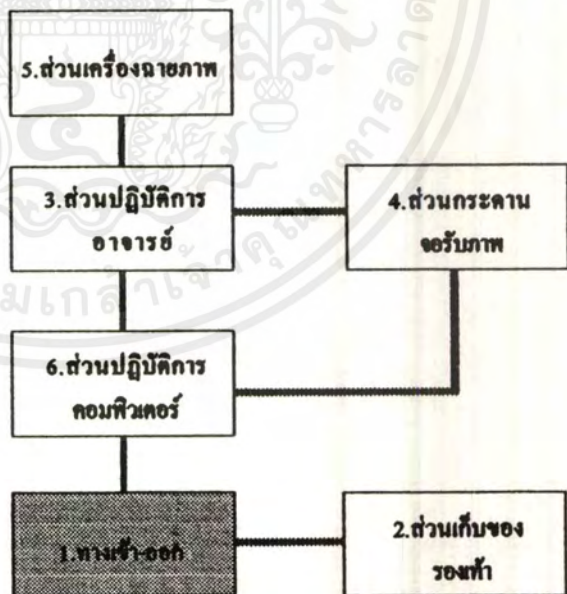 5.ส่วนเครื่องฉายภาพ
3.ส่วนปฏิบัติการ
อาจารย์
4.ส่วนกระดาน
จอรับภาพ
6.ส่วนปฏิบัติการ
คอมพิวเตอร์
1.ทางเข้า-ออก
2.ส่วนเก็บของ
รองเท้า